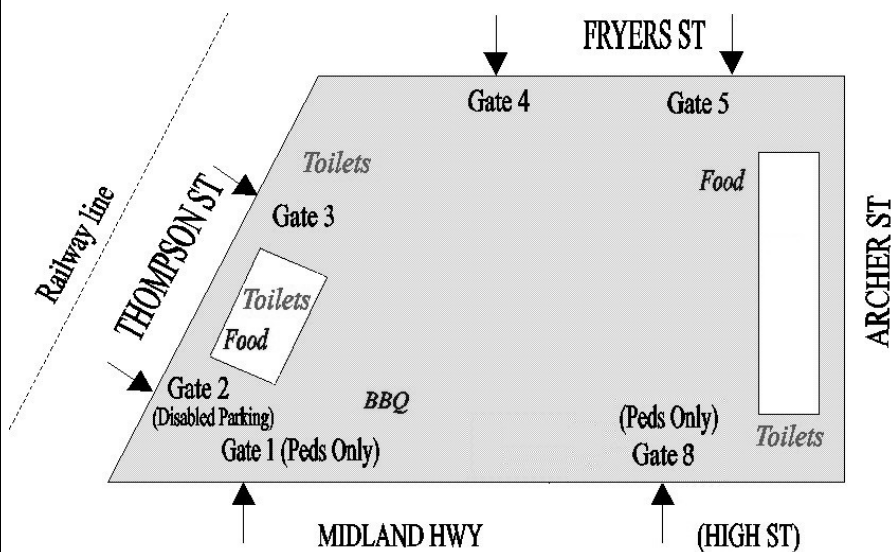 FRYERS ST
Gate 4
Gate 5
Toilets
Food
Railway line
THOMPSON ST
Gate 3
ARCHER ST
Toilets
Food
Gate 2
(Disabled Parking)
BBQ
(Peds Only)
Gate 8
Toilets
Gate 1 (Peds Only)
MIDLAND HWY
(HIGH ST)